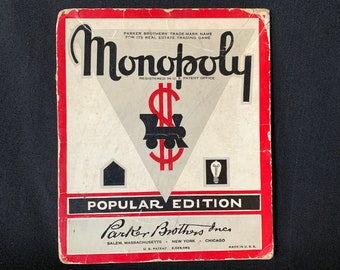 PARKER BROTHERS TRADE-MARK NAME
FOR ITS REAL ESTATE TRADING GAME
Monopoly
REGISTERED IN U.S. PATENT OFFICE
$
POPULAR EDITION
Parker Brothers Inc.
SALEM, MASSACHUSETTS • NEW YORK • CHICAGO
U.S. PATENT
MADE IN U.S.A.